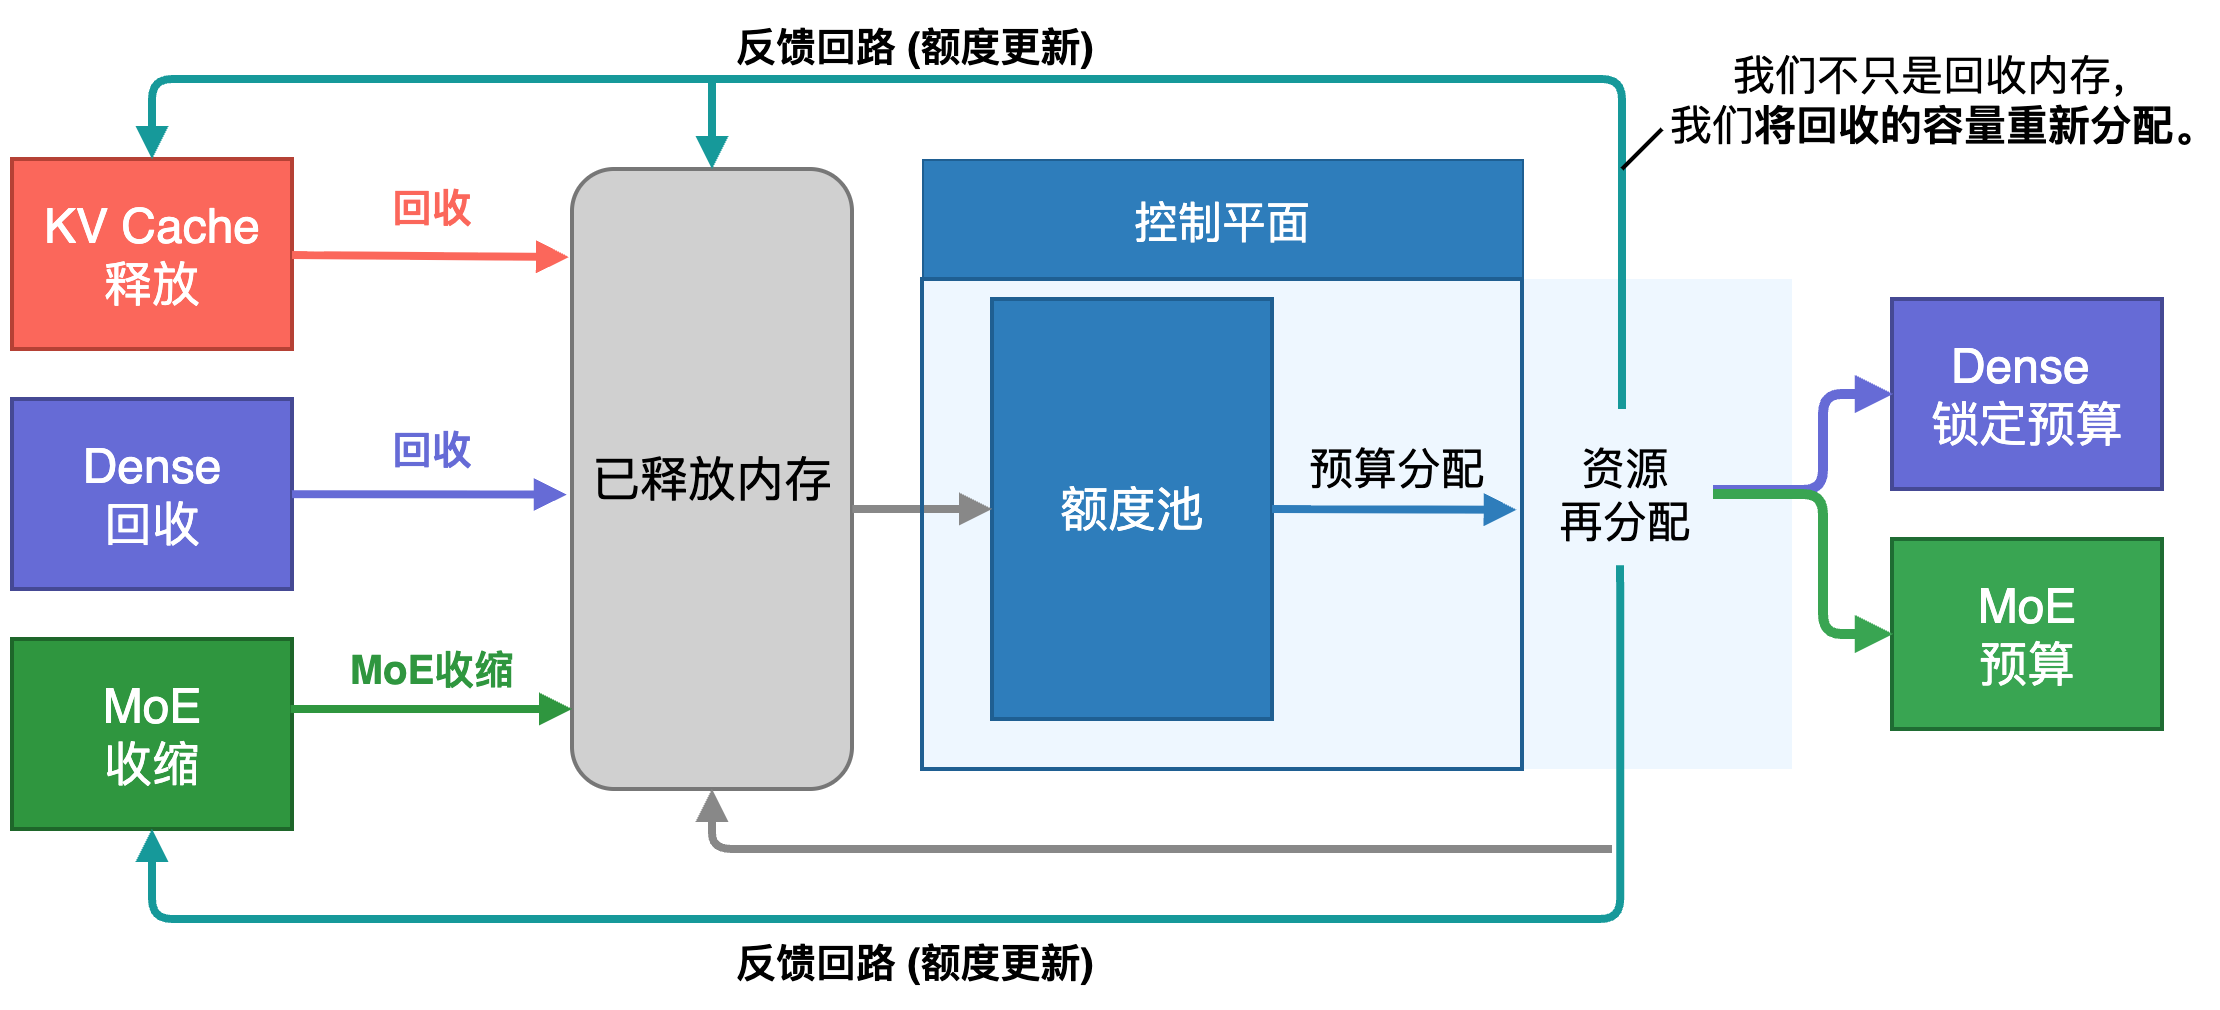 反馈回路 (额度更新)
我们不只是回收内存，
我们将回收的容量重新分配。
KV Cache
释放
回收
控制平面
Dense
回收
回收
已释放内存
额度池
预算分配
资源
再分配
Dense
锁定预算
MoE
收缩
MoE收缩
MoE
预算
反馈回路 (额度更新)